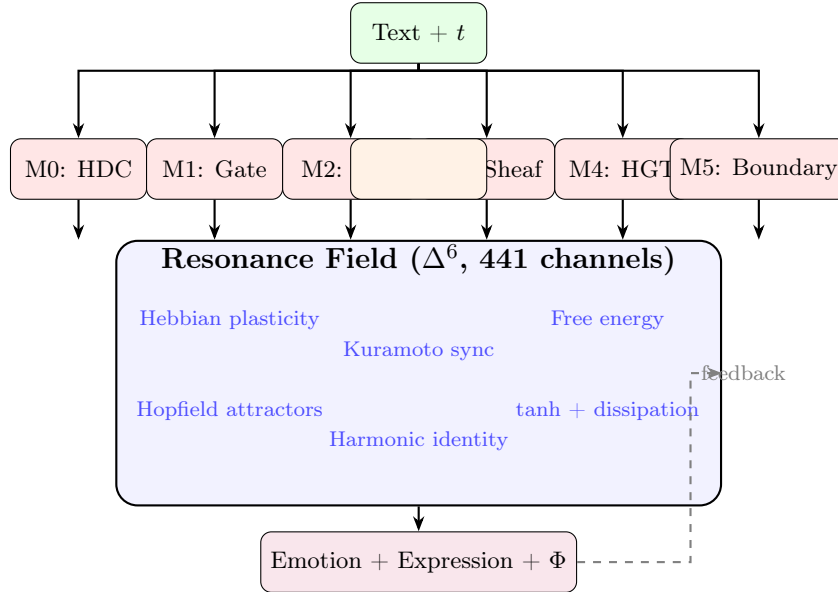 Text + t
M0: HDC
M1: Gate
M2:
Sheaf
M4: HGT
M5: Boundary
Resonance Field (Δ⁶, 441 channels)
Hebbian plasticity
Free energy
Kuramoto sync
feedback
Hopfield attractors
tanh + dissipation
Harmonic identity
Emotion + Expression + Φ